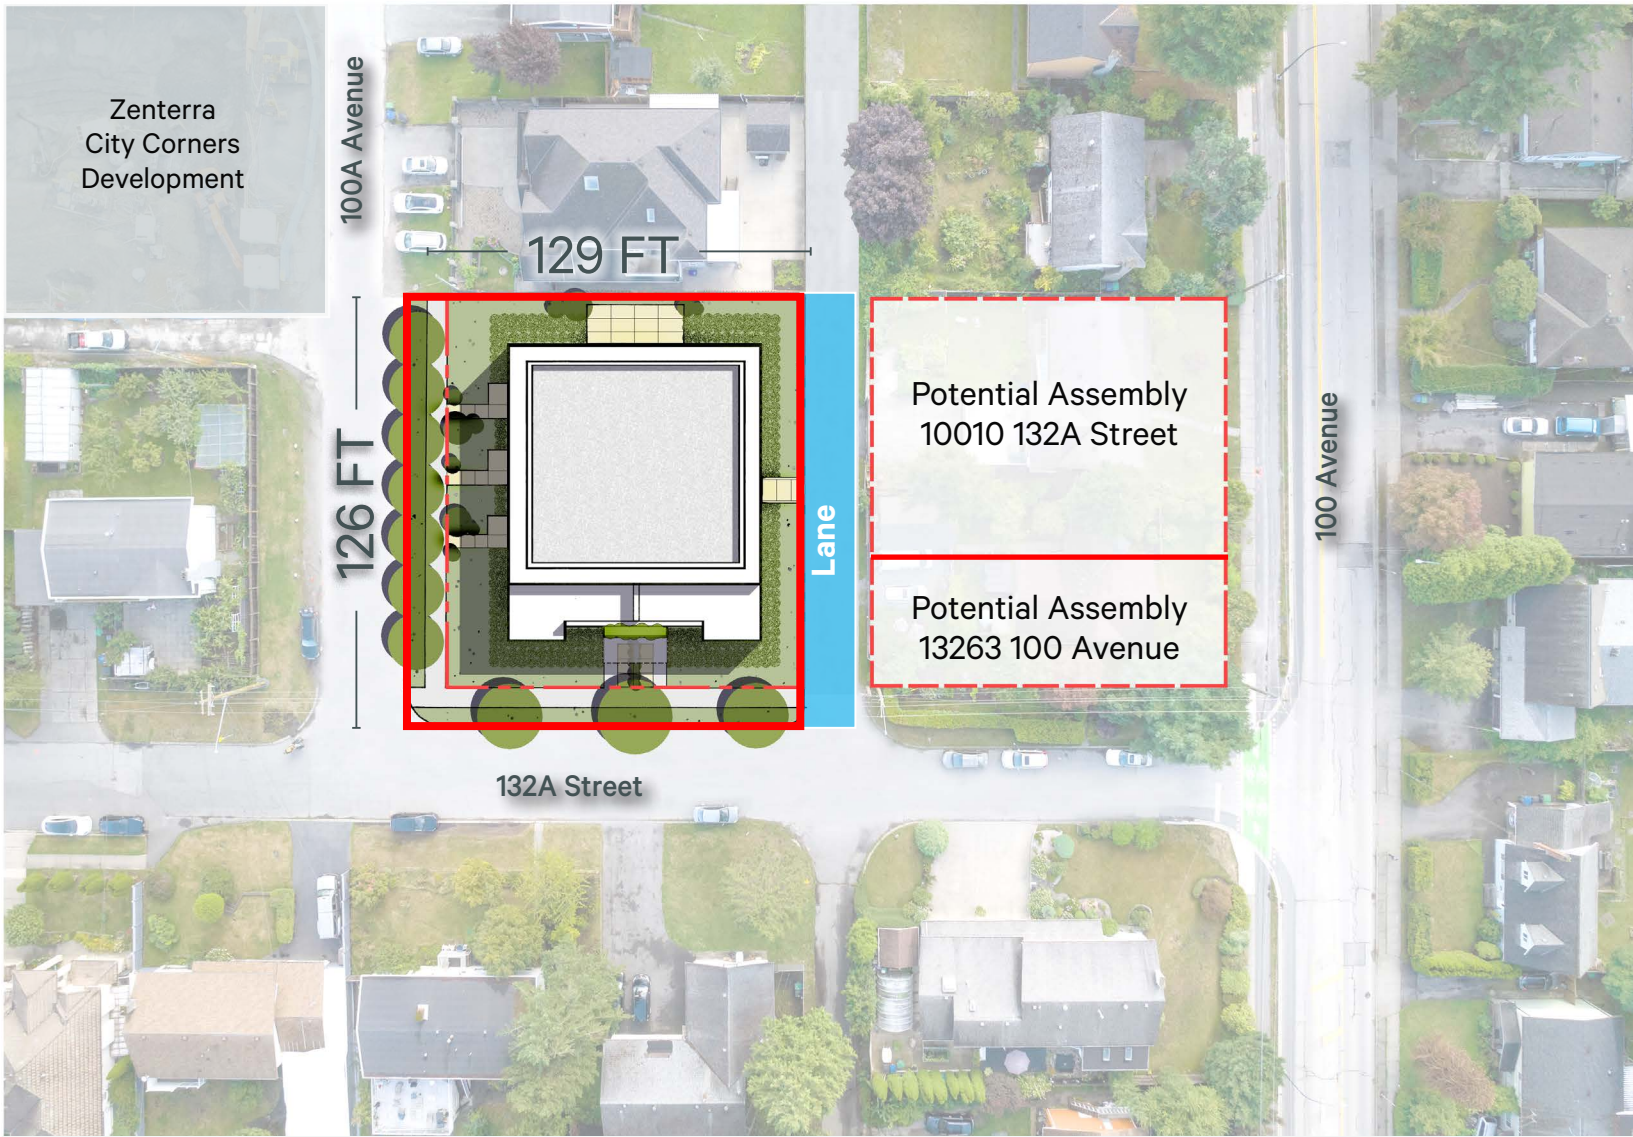 Zenterra
City Corners
Development
100A Avenue
129 FT
126 FT
Lane
Potential Assembly
10010 132A Street
Potential Assembly
13263 100 Avenue
100 Avenue
132A Street